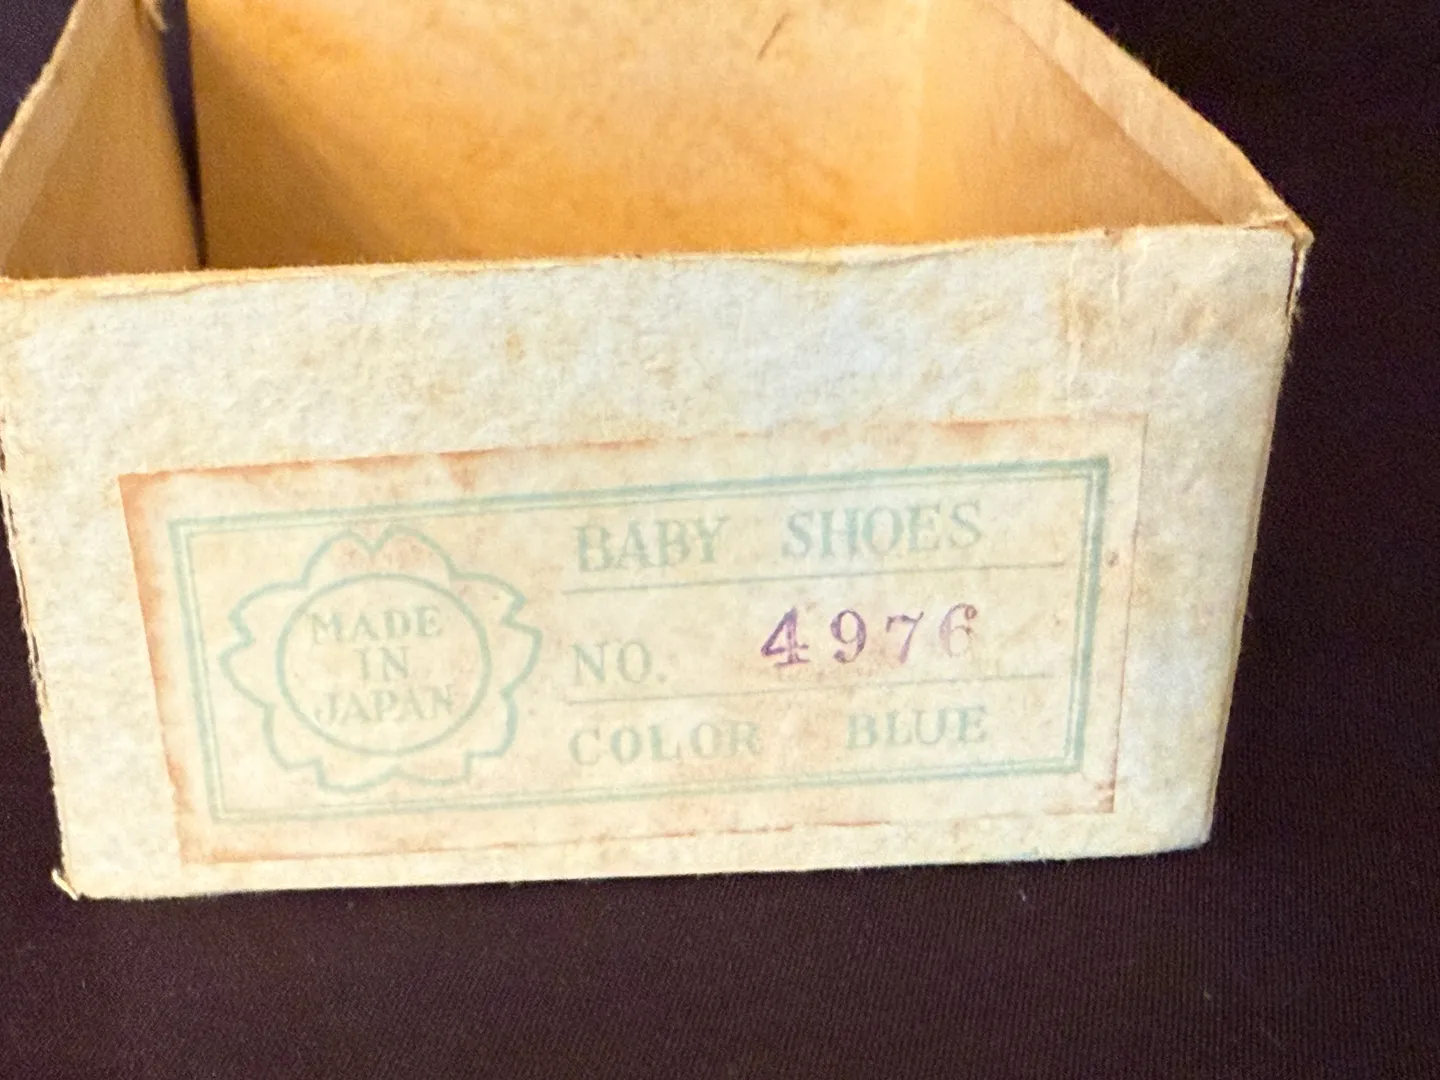 MADE
IN
JAPAN
BABY SHOES
NO. 4976
COLOR BLUE